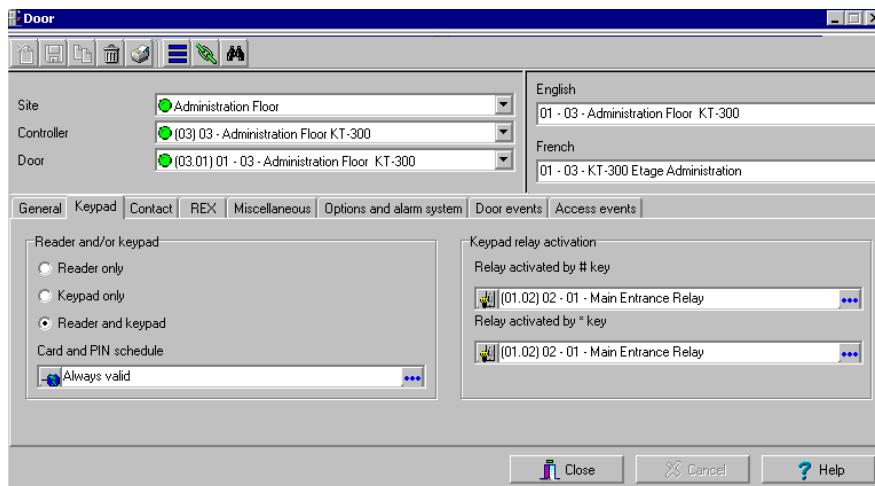 Door
Site
Administration Floor
Controller
(03) 03 - Administration Floor KT-300
Door
(03.01) 01 - 03 - Administration Floor  KT-300
English
01 - 03 - Administration Floor  KT-300
French
01 - 03 - KT-300 Etage Administration
General Keypad Contact REX Miscellaneous Options and alarm system Door events Access events
Reader and/or keypad
Reader only
Keypad only
Reader and keypad
Card and PIN schedule
Always valid
Keypad relay activation
Relay activated by # key
(01.02) 02 - 01 - Main Entrance Relay
Relay activated by * key
(01.02) 02 - 01 - Main Entrance Relay
Close Cancel Help